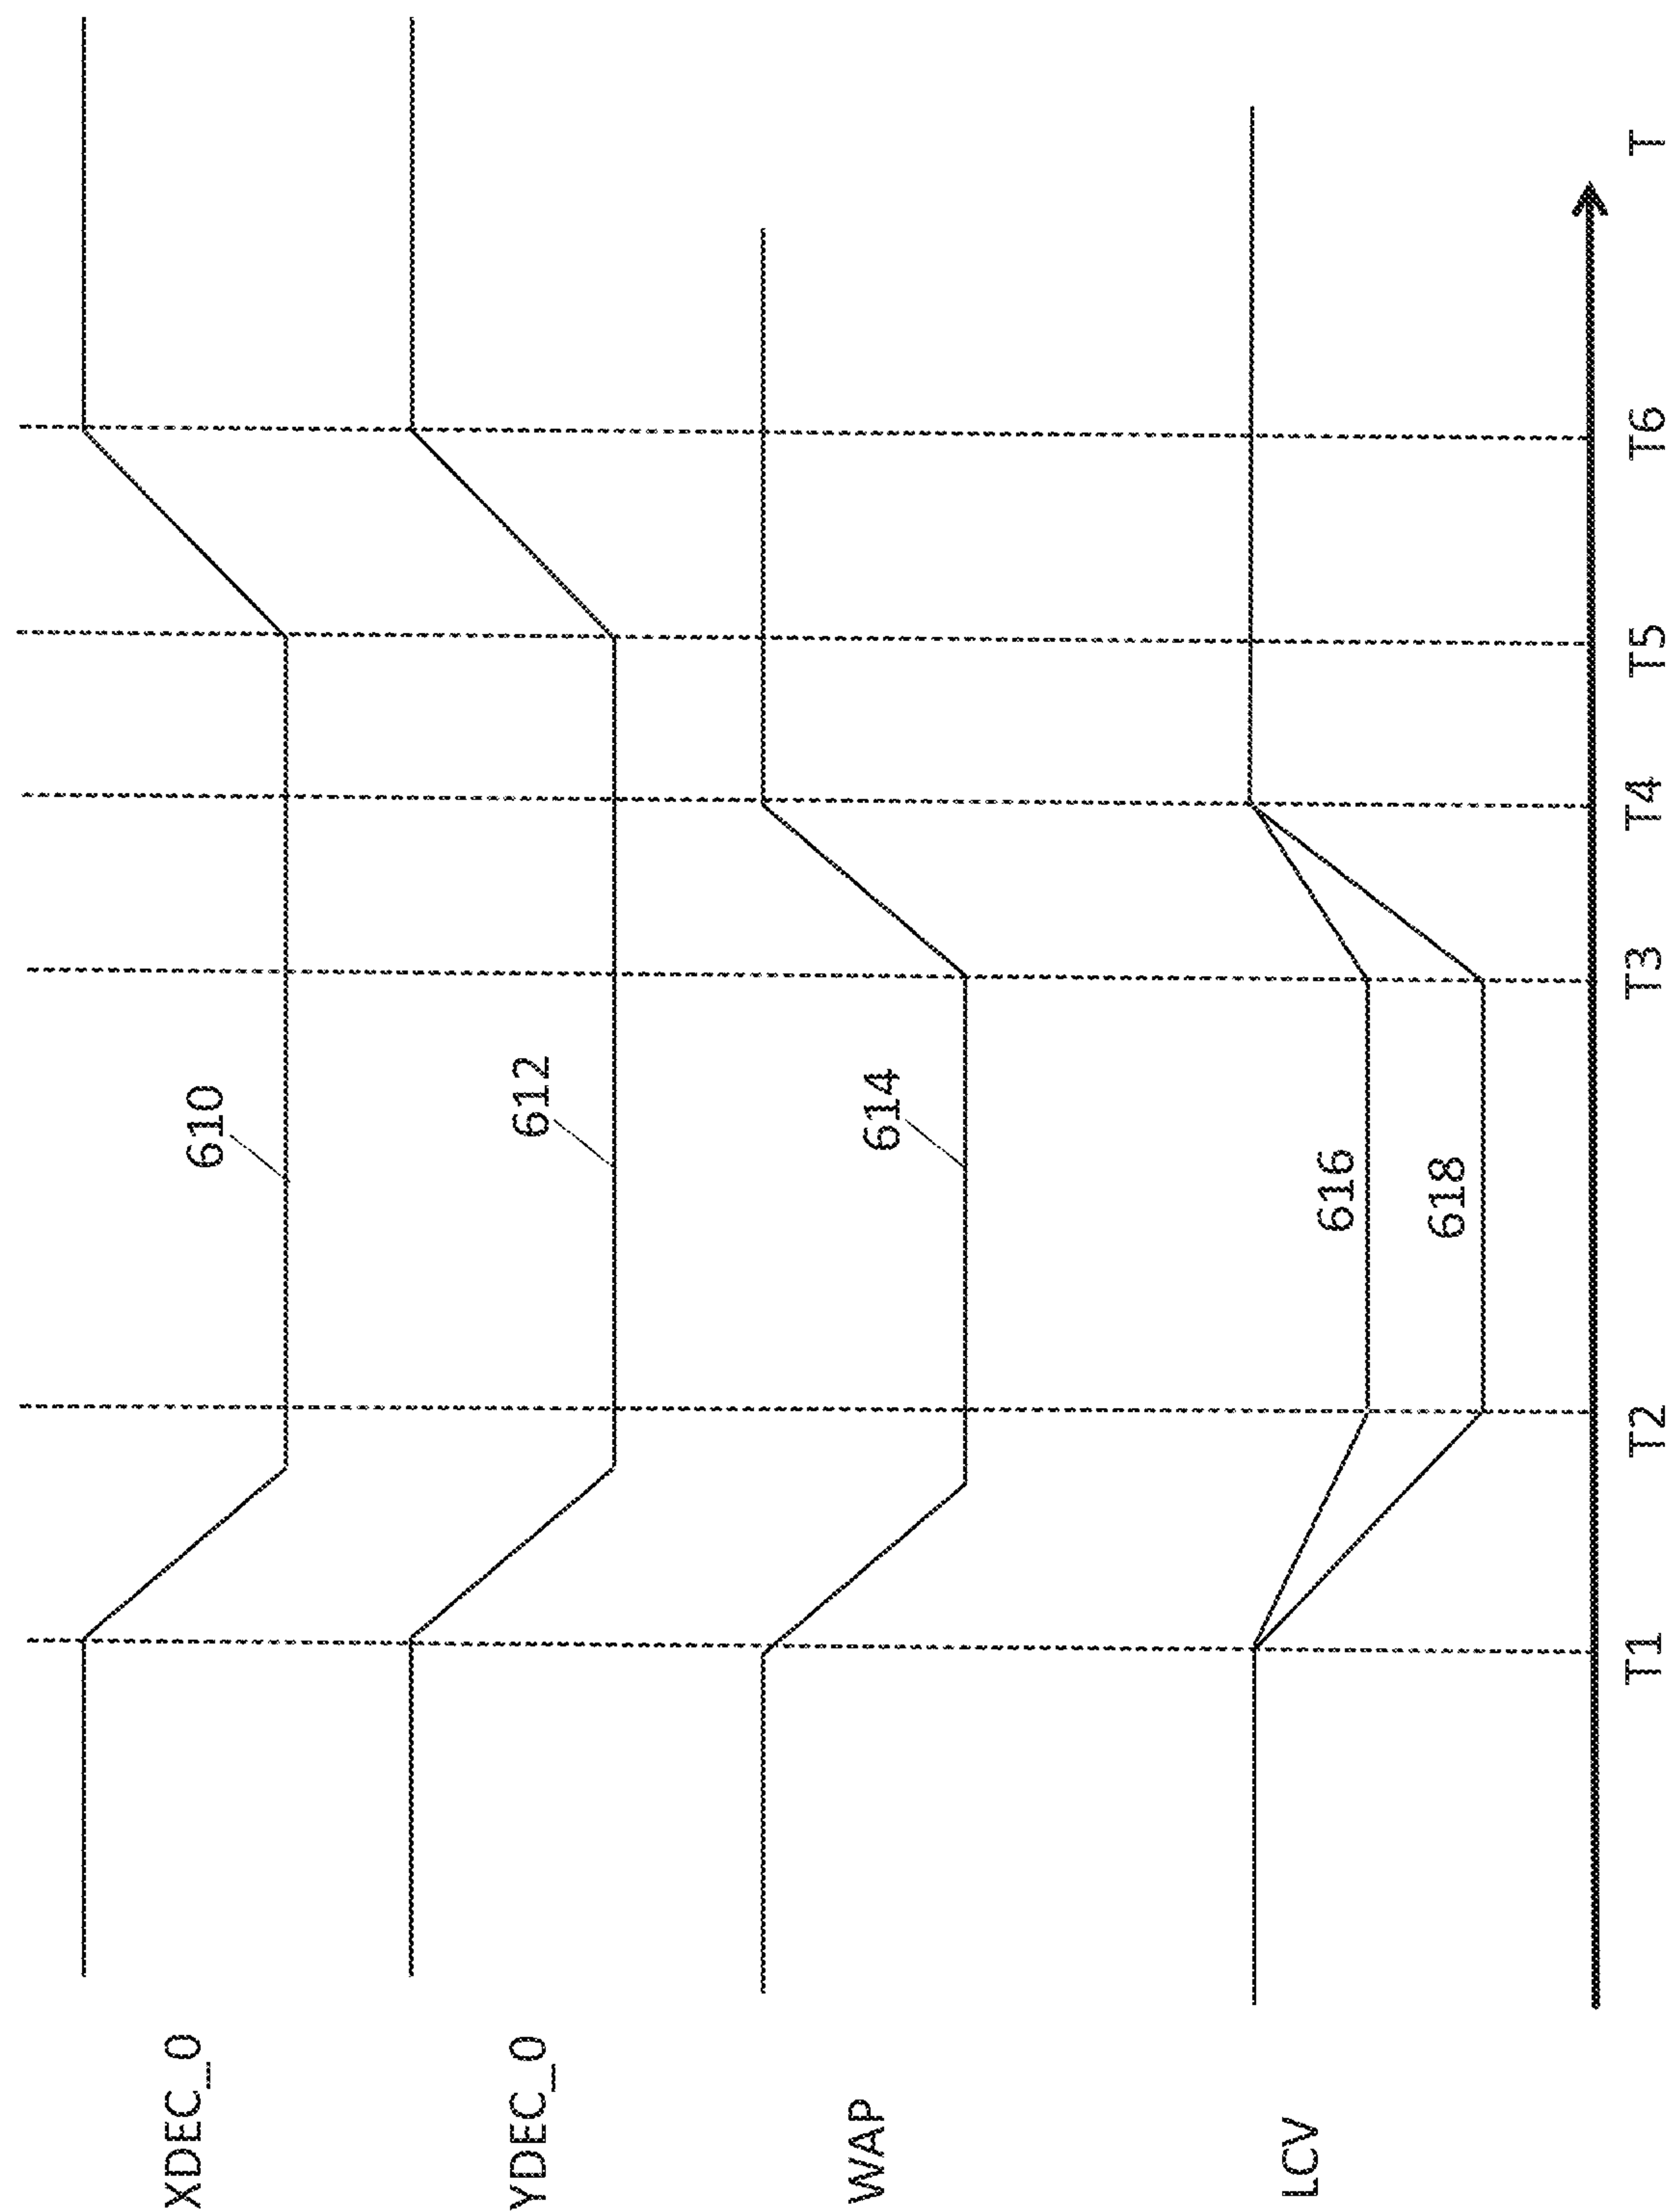 XDEC_0
610
YDEC_0
612
WAP
614
LCV
616
618
T1 T2 T3 T4 T5 T6 T